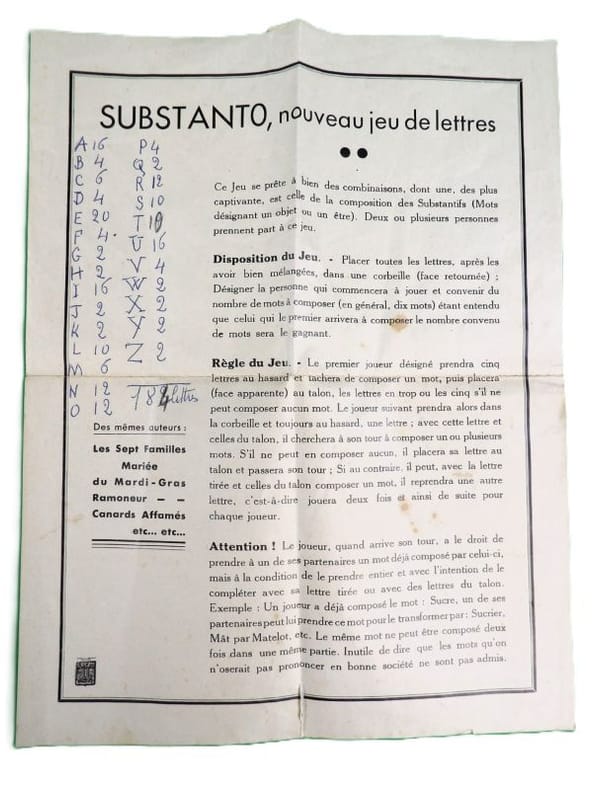 SUBSTANTO, nouveau jeu de lettres
A 16 P 4
B 4 Q 2
C 6 R 12
D 4 S 10
E 20 T 10
F 4. U 16
G 2 V 4
H 2 W 2
I 16 X 2
J 2 Y 2
K 2 Z 2
L 10
M 6
N 12
O 12 lettres
Des mêmes auteurs :
Les Sept Familles
Mariée
du Mardi-Gras
Ramoneur — —
Canards Affamés
etc... etc...
Ce Jeu se prête à bien des combinaisons, dont une, des plus
captivante, est celle de la composition des Substantifs (Mots
désignant un objet ou un être). Deux ou plusieurs personnes
prennent part à ce jeu.
Disposition du Jeu. - Placer toutes les lettres, après les
avoir bien mélangées, dans une corbeille (face retournée) ;
Désigner la personne qui commencera à jouer et convenir du
nombre de mots à composer (en général, dix mots) étant entendu
que celui qui le premier arrivera à composer le nombre convenu
de mots sera le gagnant.
Règle du Jeu. - Le premier joueur désigné prendra cinq
lettres au hasard et tachera de composer un mot, puis placera
(face apparente) au talon, les lettres en trop ou les cinq s'il ne
peut composer aucun mot. Le joueur suivant prendra alors dans
la corbeille et toujours au hasard, une lettre ; avec cette lettre et
celles du talon, il cherchera à son tour à composer un ou plusieurs
mots. S'il ne peut en composer aucun, il placera sa lettre au
talon et passera son tour ; Si au contraire, il peut, avec la lettre
tirée et celles du talon composer un mot, il reprendra une autre
lettre, c'est-à-dire jouera deux fois et ainsi de suite pour
chaque joueur.
Attention ! Le joueur, quand arrive son tour, a le droit de
prendre à un de ses partenaires un mot déjà composé par celui-ci,
mais à la condition de le prendre entier et avec l'intention de le
compléter avec sa lettre tirée ou avec des lettres du talon.
Exemple : Un joueur a déjà composé le mot : Sucre, un de ses
partenaires peut lui prendre ce mot pour le transformer par : Sucrier,
Mât par Matelot, etc. Le même mot ne peut être composé deux
fois dans une même partie. Inutile de dire que les mots qu'on
n'oserait pas prononcer en bonne société ne sont pas admis.